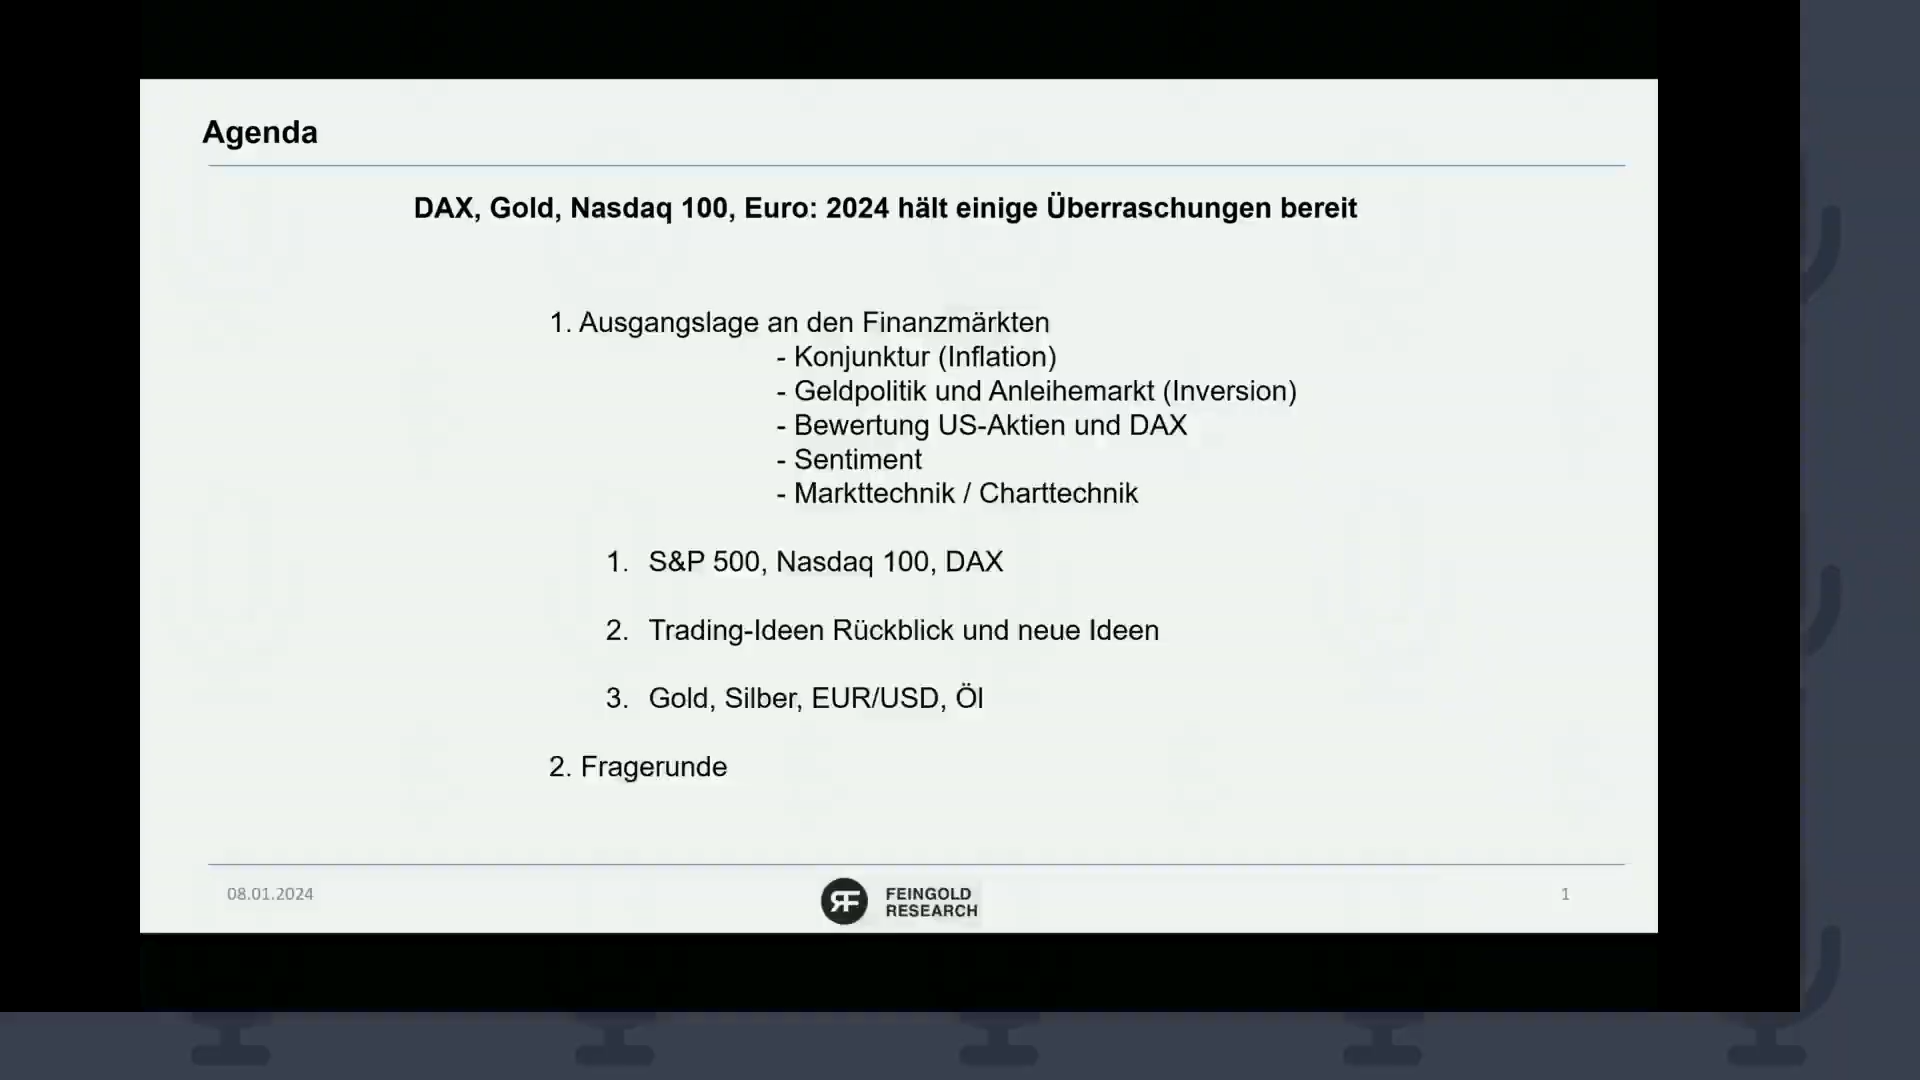 Agenda
DAX, Gold, Nasdaq 100, Euro: 2024 hält einige Überraschungen bereit
1. Ausgangslage an den Finanzmärkten
- Konjunktur (Inflation)
- Geldpolitik und Anleihemarkt (Inversion)
- Bewertung US-Aktien und DAX
- Sentiment
- Markttechnik / Charttechnik
1. S&P 500, Nasdaq 100, DAX
2. Trading-Ideen Rückblick und neue Ideen
3. Gold, Silber, EUR/USD, Öl
2. Fragerunde
08.01.2024
FEINGOLD
RESEARCH
1